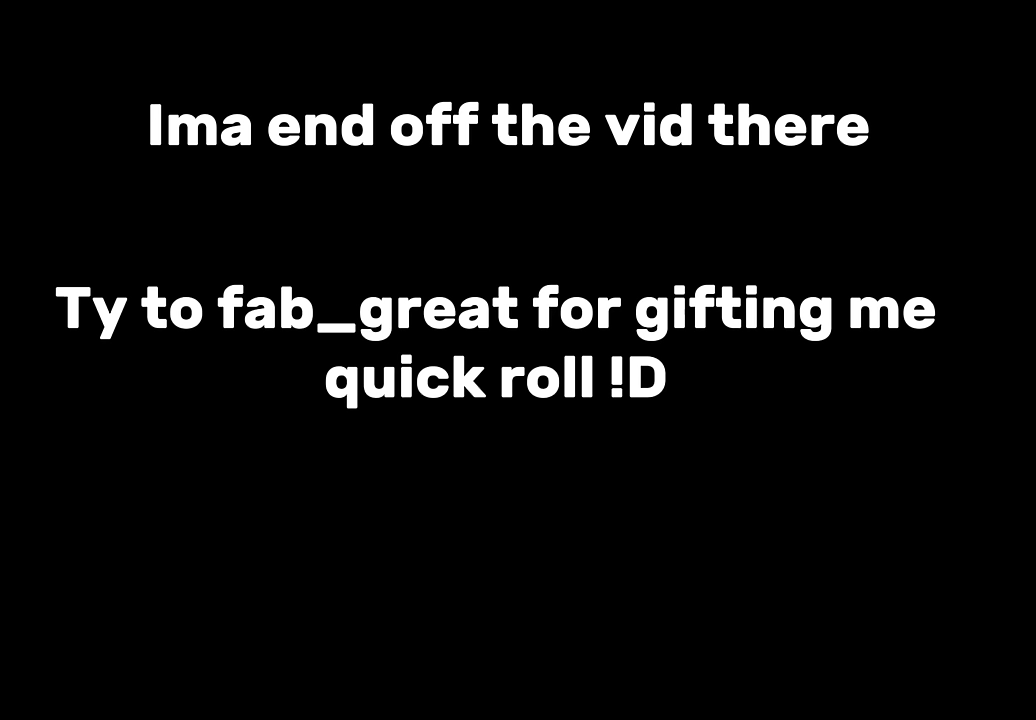 Ima end off the vid there
Ty to fab_great for gifting me
quick roll !D